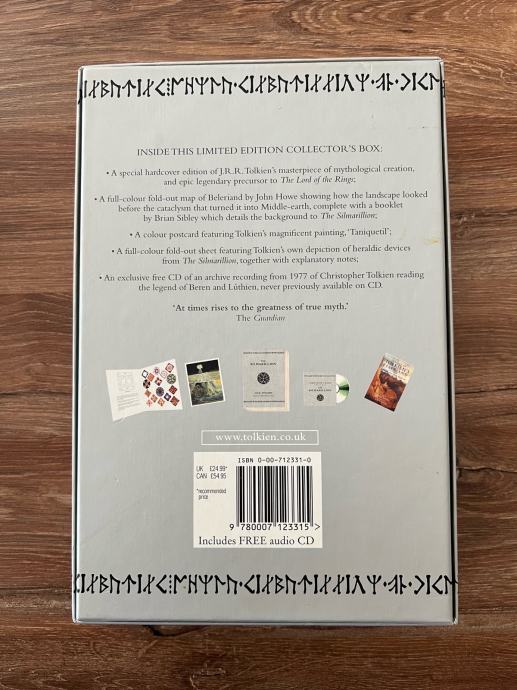 INSIDE THIS LIMITED EDITION COLLECTOR'S BOX:
• A special hardcover edition of J.R.R. Tolkien's masterpiece of mythological creation,
and epic legendary precursor to The Lord of the Rings;
• A full-colour fold-out map of Beleriand by John Howe showing how the landscape looked
before the cataclysm that turned it into Middle-earth, complete with a booklet
by Brian Sibley which details the background to The Silmarillion;
• A colour postcard featuring Tolkien's magnificent painting, 'Taniquetil';
• A full-colour fold-out sheet featuring Tolkien's own depiction of heraldic devices
from The Silmarillion, together with explanatory notes;
• An exclusive free CD of an archive recording from 1977 of Christopher Tolkien reading
the legend of Beren and Lúthien, never previously available on CD.
'At times rises to the greatness of true myth.'
The Guardian
www.tolkien.co.uk
ISBN 0-00-712331-0
UK £24.99*
CAN £54.95
*recommended
price
9 780007 123315 >
Includes FREE audio CD